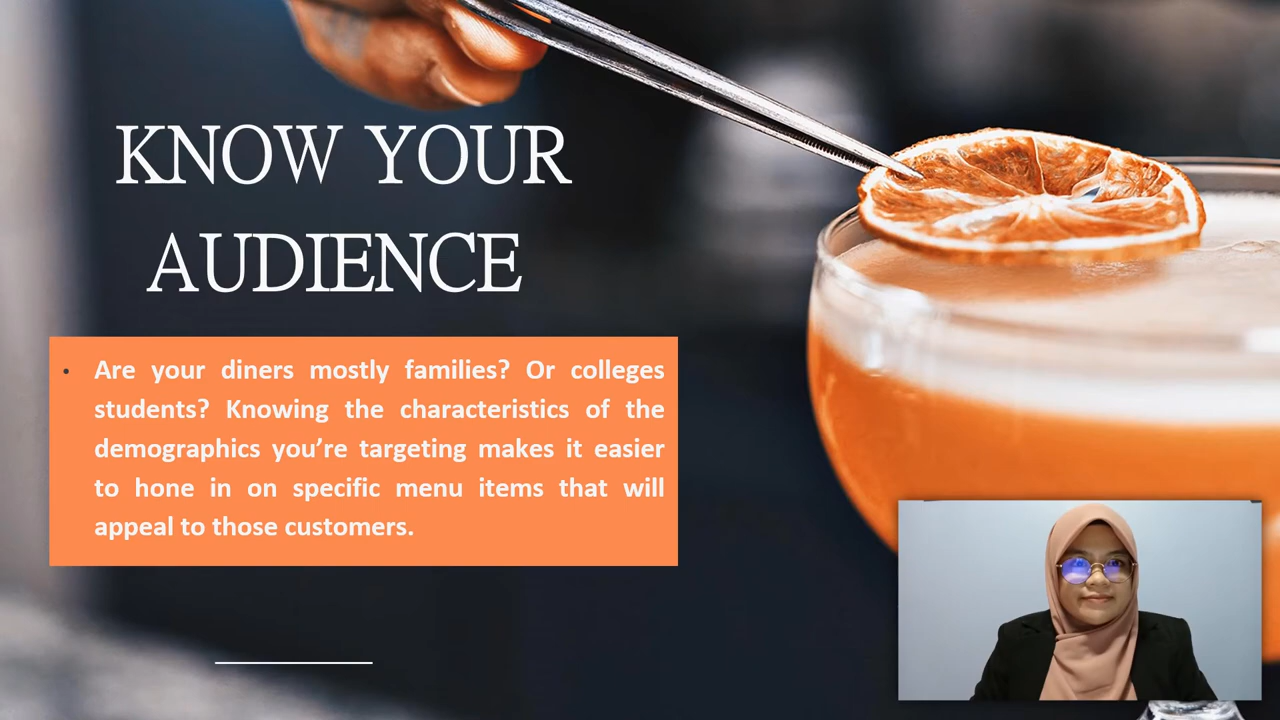 KNOW YOUR
AUDIENCE
• Are your diners mostly families? Or colleges
students? Knowing the characteristics of the
demographics you’re targeting makes it easier
to hone in on specific menu items that will
appeal to those customers.